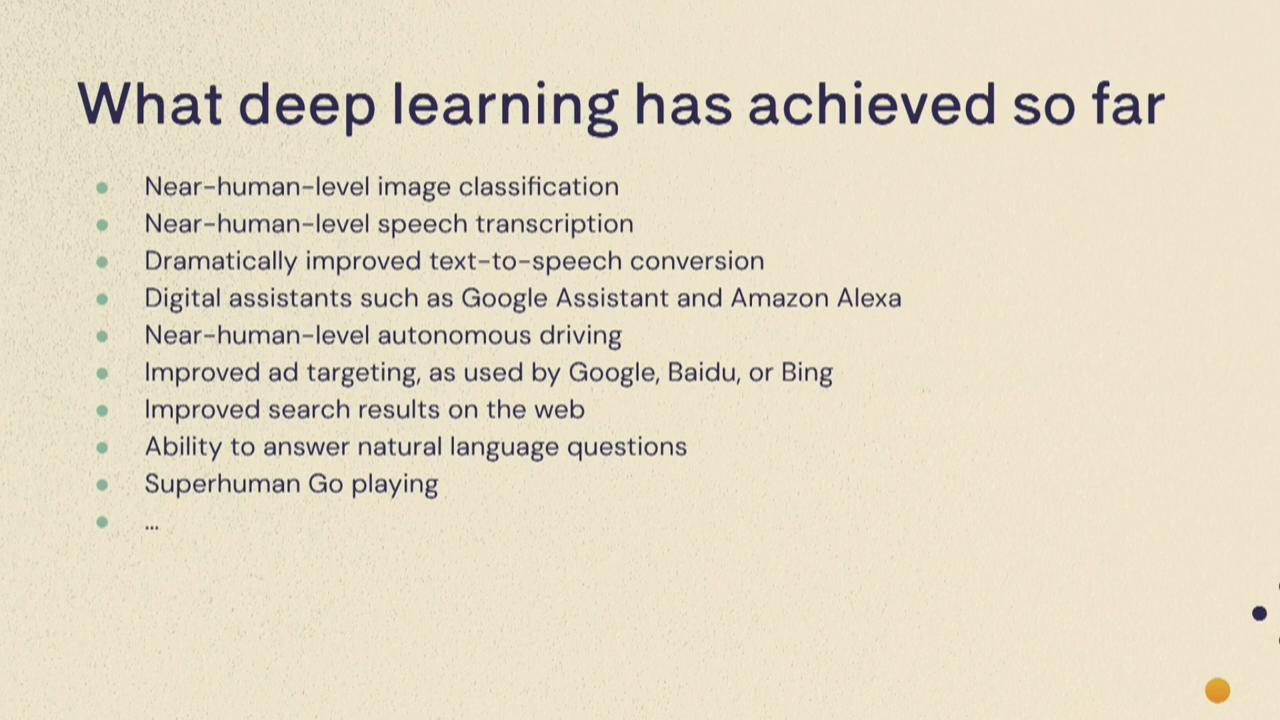 What deep learning has achieved so far
Near-human-level image classification
Near-human-level speech transcription
Dramatically improved text-to-speech conversion
Digital assistants such as Google Assistant and Amazon Alexa
Near-human-level autonomous driving
Improved ad targeting, as used by Google, Baidu, or Bing
Improved search results on the web
Ability to answer natural language questions
Superhuman Go playing
...